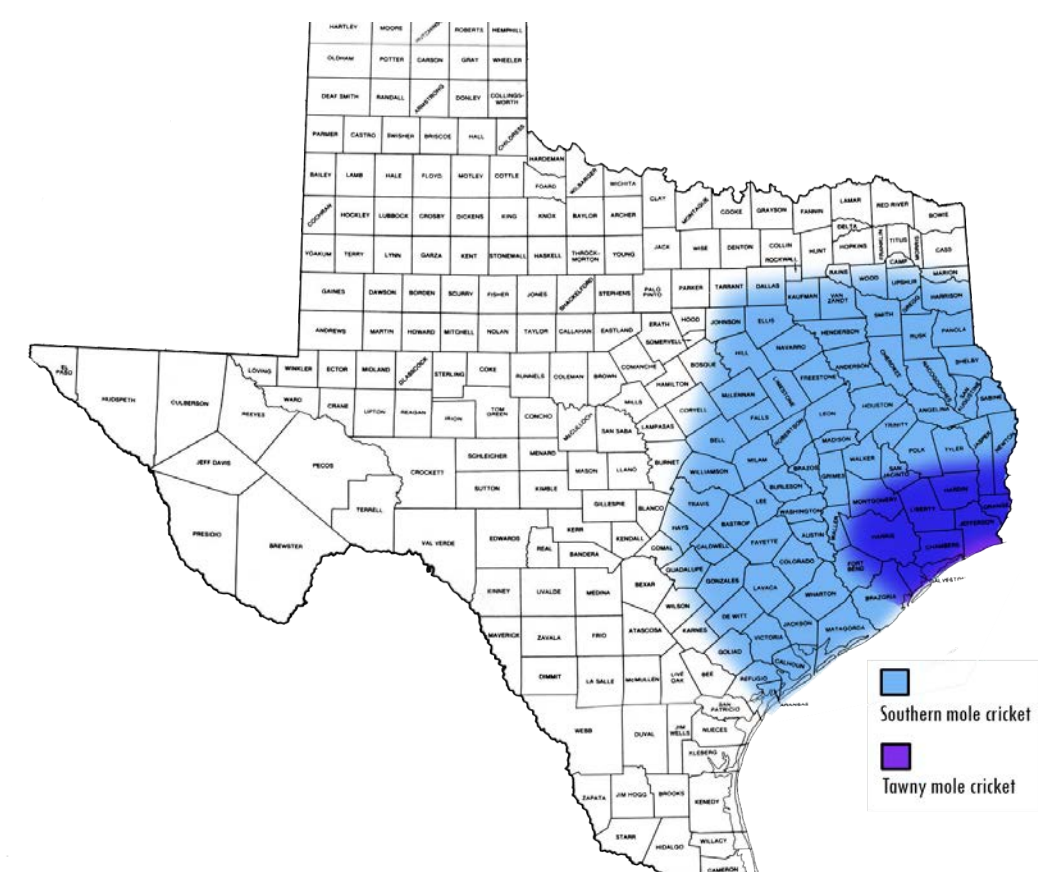 HARTLEY MOORE HUTCHINS ROBERTS HEMPHILL
OLDHAM POTTER CARSON GRAY WHEELER
DEAF SMITH RANDALL ARMSTRONG DONLEY COLLINGS-
WORTH
PARMER CASTRO SWISHER BRISCOE HALL CHILDRESS
HARDEMAN
BAILEY LAMB HALE FLOYD MOTLEY COTTLE FOARD WILBARGER WICHITA
CLAY MONTAGUE COOKE GRAYSON FANNIN LAMAR RED RIVER BOWIE
COCHRAN HOCKLEY LUBBOCK CROSBY DICKENS KING KNOX BAYLOR ARCHER
DELTA
YOAKUM TERRY LYNN GARZA KENT STONEWALL HASKELL THROCK-
MORTON YOUNG JACK WISE DENTON COLLIN HUNT HOPKINS FRANKLIN TITUS MORRIS CASS
ROCKWALL CAMP
RAINS WOOD UPSHUR MARION
GAINES DAWSON BORDEN SCURRY FISHER JONES SHACKELFORD STEPHENS PALO
PINTO PARKER TARRANT DALLAS KAUFMAN VAN
ZANDT GREGG HARRISON
SMITH
ANDREWS MARTIN HOWARD MITCHELL NOLAN TAYLOR CALLAHAN EASTLAND ERATH HOOD JOHNSON ELLIS HENDERSON RUSK PANOLA
SOMERVELL
EL
PASO HUDSPETH CULBERSON LOVING WINKLER ECTOR MIDLAND GLASSCOCK STERLING COKE RUNNELS COLEMAN BROWN COMANCHE BOSQUE HILL NAVARRO ANDERSON CHEROKEE NACOGDOCHES SHELBY
HAMILTON FREESTONE SAN
AUGUSTINE SABINE
REEVES WARD CRANE UPTON REAGAN IRION TOM
GREEN CONCHO McCULLOCH SAN SABA MILLS LAMPASAS CORYELL McLENNAN LIMESTONE FALLS LEON HOUSTON ANGELINA
TRINITY
JEFF DAVIS PECOS CROCKETT SCHLEICHER MENARD BURNET BELL ROBERTSON MADISON WALKER POLK TYLER JASPER NEWTON
MASON LLANO WILLIAMSON MILAM BRAZOS GRIMES SAN
JACINTO
TERRELL SUTTON KIMBLE GILLESPIE BLANCO TRAVIS LEE BURLESON WASHINGTON MONTGOMERY LIBERTY HARDIN ORANGE
PRESIDIO BREWSTER VAL VERDE EDWARDS KERR KENDALL HAYS BASTROP AUSTIN WALLER HARRIS JEFFERSON
REAL BANDERA COMAL CALDWELL FAYETTE COLORADO FORT
BEND CHAMBERS
KINNEY UVALDE MEDINA BEXAR GUADALUPE GONZALES LAVACA WHARTON BRAZORIA GALVESTON
WILSON DE WITT JACKSON MATAGORDA
MAVERICK ZAVALA FRIO ATASCOSA KARNES GOLIAD VICTORIA
CALHOUN
DIMMIT LA SALLE McMULLEN LIVE
OAK BEE REFUGIO
ARANSAS
SAN
PATRICIO
WEBB DUVAL JIM
WELLS NUECES
KLEBERG
ZAPATA JIM HOGG BROOKS KENEDY
STARR HIDALGO WILLACY
CAMERON
Southern mole cricket
Tawny mole cricket